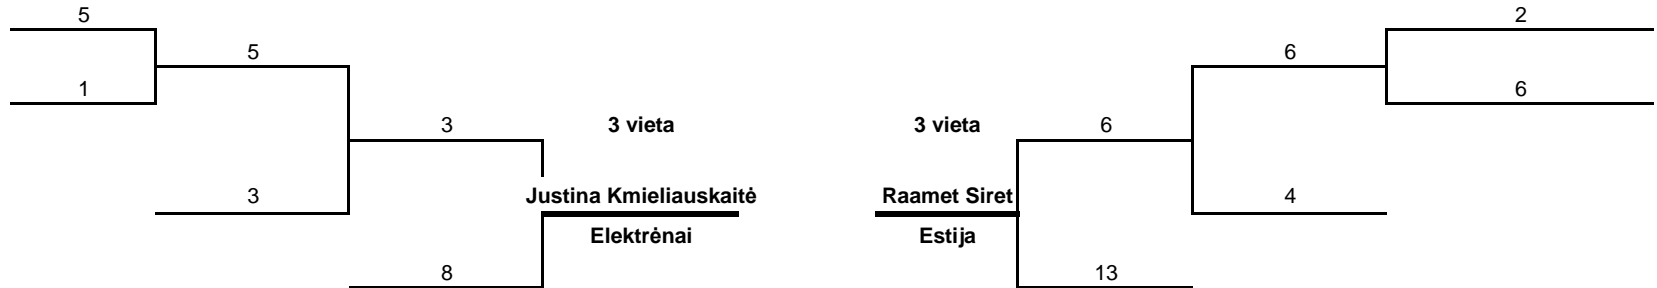 5 2
5 6
1 6
3 3 vieta 3 vieta 6
3 Justina Kmieliauskaitė Raamet Siret 4
Elektrėnai Estija
8 13